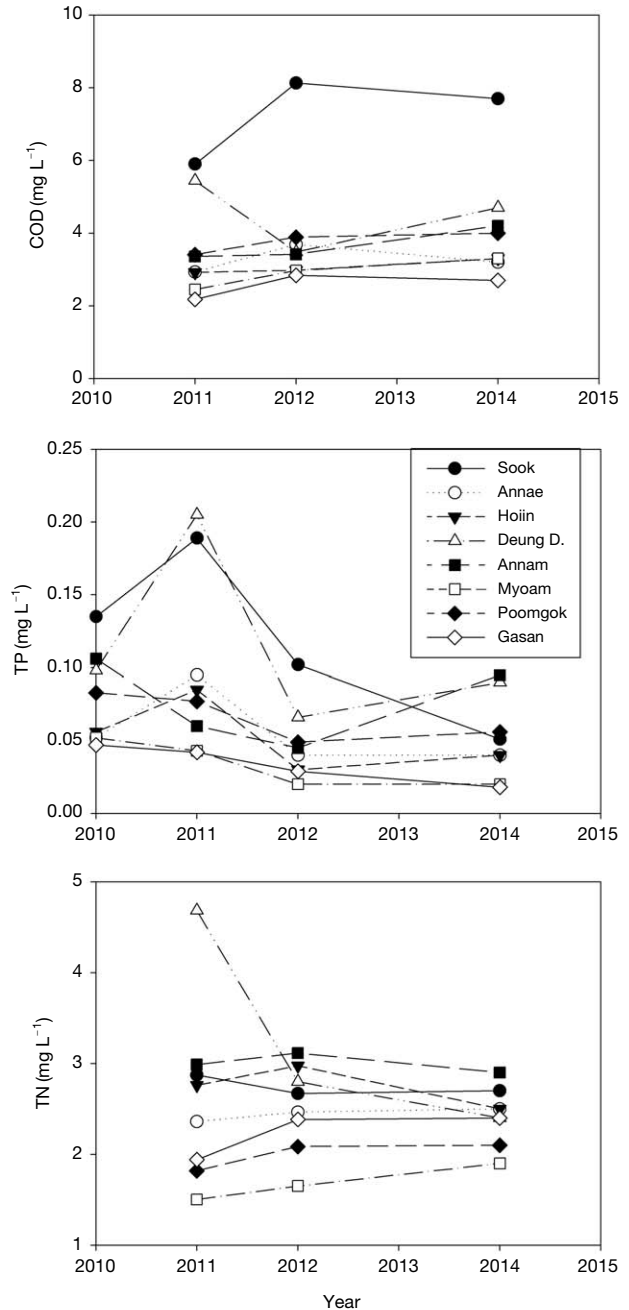 10
8
6
4
2
0
COD (mg L⁻¹)
2010 2011 2012 2013 2014 2015
0.25
0.20
0.15
0.10
0.05
0.00
TP (mg L⁻¹)
Sook
Annae
Hoiin
Deung D.
Annam
Myoam
Poomgok
Gasan
2010 2011 2012 2013 2014 2015
5
4
3
2
1
TN (mg L⁻¹)
2010 2011 2012 2013 2014 2015
Year